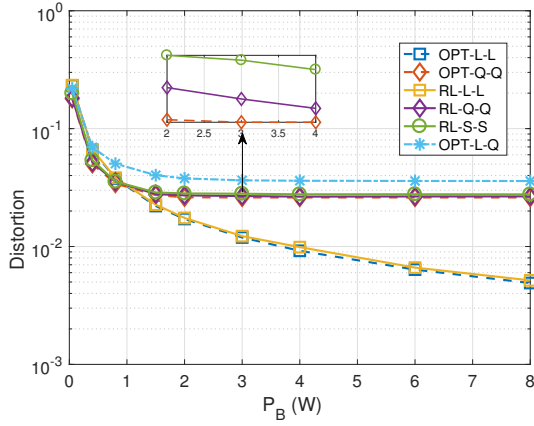 10^0
10^-1
10^-2
10^-3
Distortion
0 1 2 3 4 5 6 7 8
P_B (W)
2 2.5 3 3.5 4
OPT-L-L
OPT-Q-Q
RL-L-L
RL-Q-Q
RL-S-S
OPT-L-Q